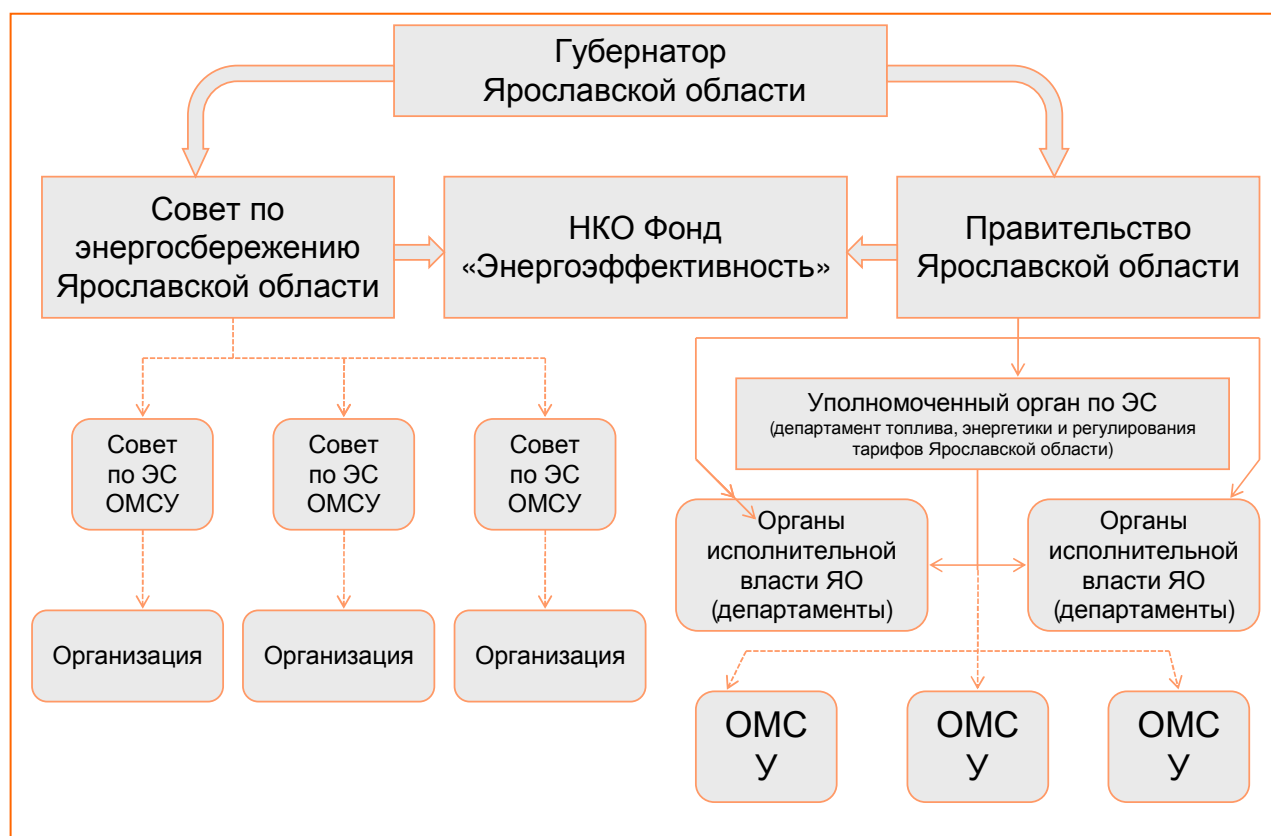 Губернатор
Ярославской области
Совет по
энергосбережению
Ярославской области
НКО Фонд
«Энергоэффективность»
Правительство
Ярославской области
Уполномоченный орган по ЭС
(департамент топлива, энергетики и регулирования
тарифов Ярославской области)
Совет
по ЭС
ОМСУ
Совет
по ЭС
ОМСУ
Совет
по ЭС
ОМСУ
Органы
исполнительной
власти ЯО
(департаменты)
Органы
исполнительной
власти ЯО
(департаменты)
Организация
Организация
Организация
ОМС
У
ОМС
У
ОМС
У